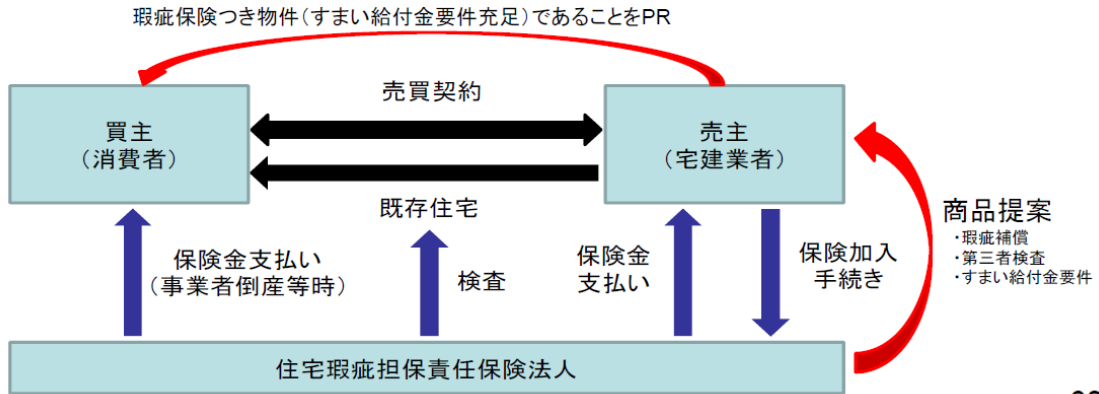 瑕疵保険つき物件(すまい給付金要件充足)であることをPR
売買契約
買主
(消費者)
売主
(宅建業者)
既存住宅
商品提案
・瑕疵補償
・第三者検査
・すまい給付金要件
保険金支払い
(事業者倒産等時)
検査
保険金
支払い
保険加入
手続き
住宅瑕疵担保責任保険法人